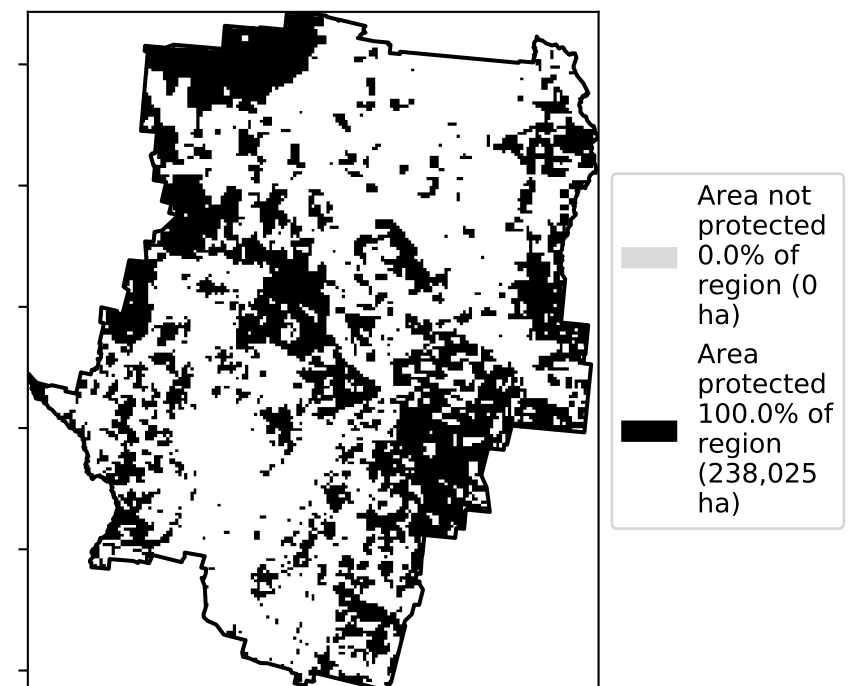 Area not
protected
0.0% of
region (0
ha)
Area
protected
100.0% of
region
(238,025
ha)